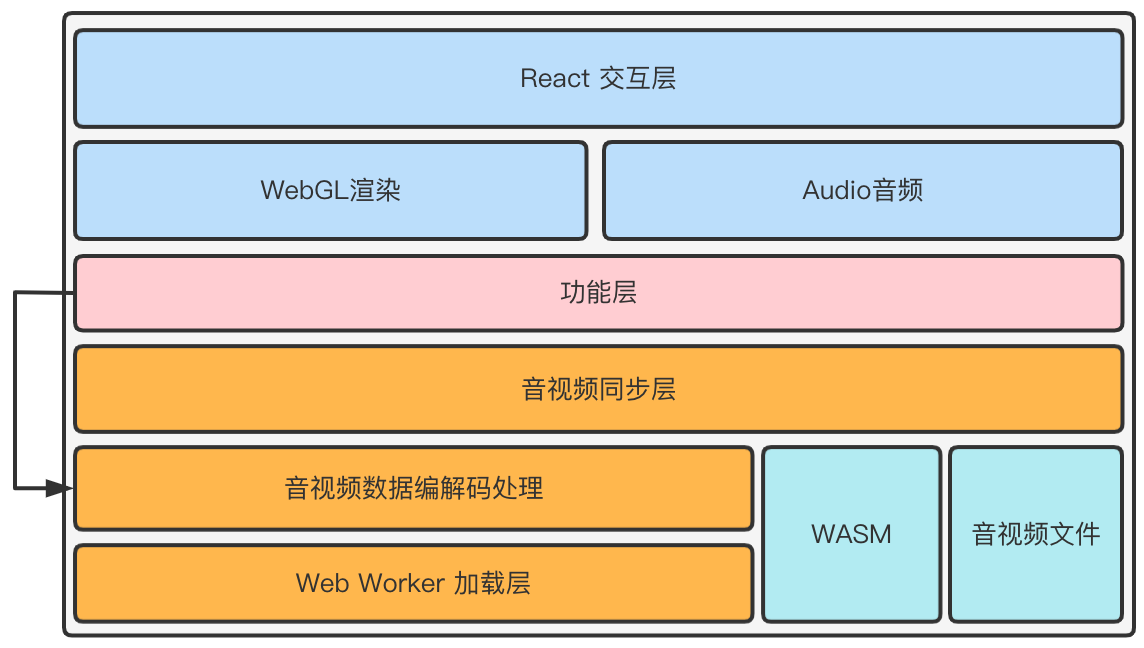 React 交互层
WebGL渲染
Audio音频
功能层
音视频同步层
音视频数据编解码处理
WASM
音视频文件
Web Worker 加载层